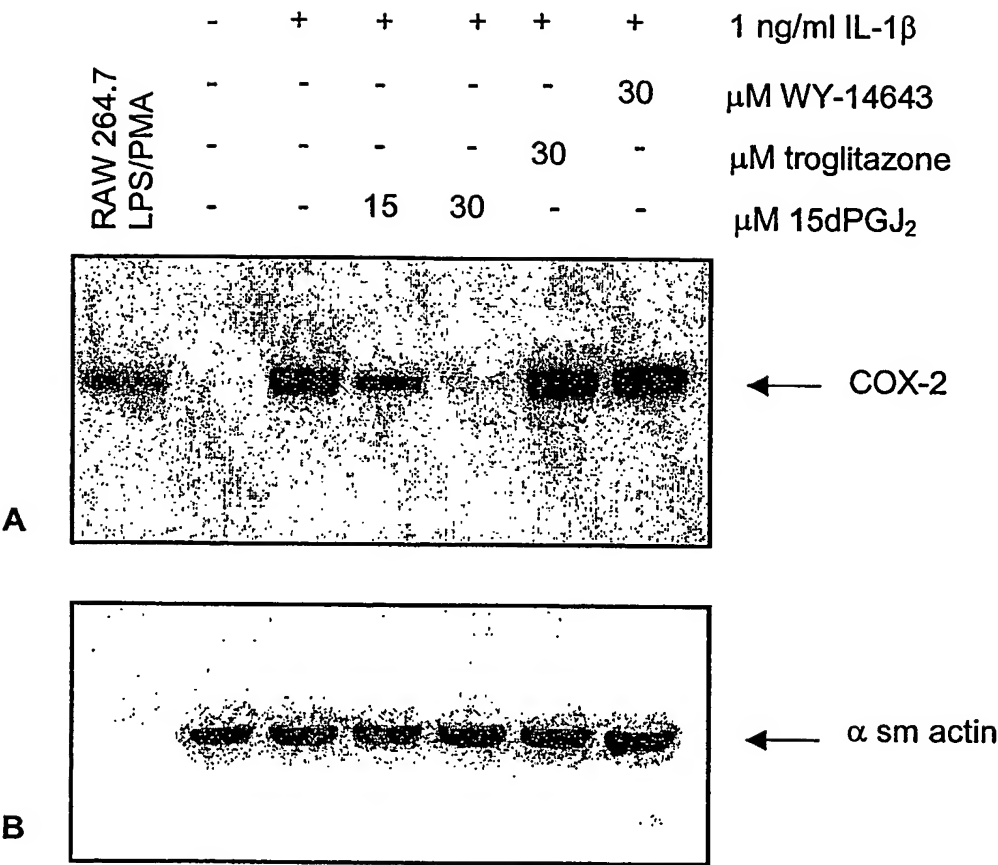 - + + + + + 1 ng/ml IL-1β
- - - - - 30 μM WY-14643
- - - - 30 - μM troglitazone
- - 15 30 - - μM 15dPGJ₂
RAW 264.7
LPS/PMA
COX-2
A
α sm actin
B